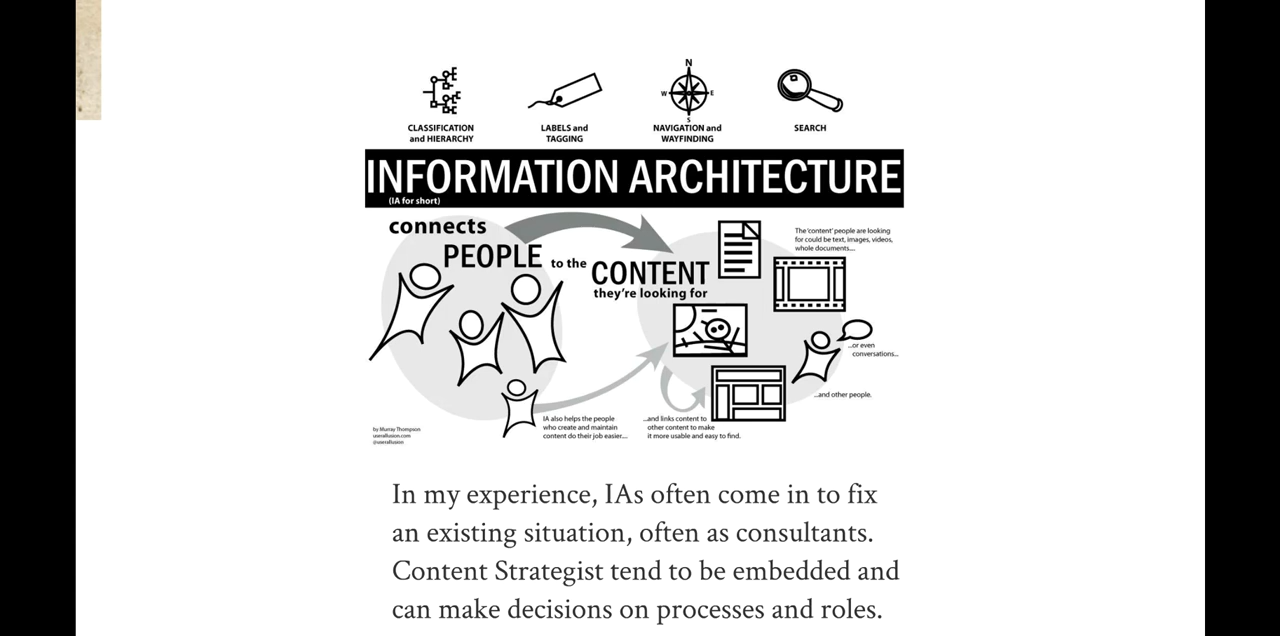 N
W
E
S
CLASSIFICATION
and HIERARCHY
LABELS and
TAGGING
NAVIGATION and
WAYFINDING
SEARCH
INFORMATION ARCHITECTURE
(IA for short)
connects
PEOPLE
to the
CONTENT
they're looking for
The 'content' people are looking
for could be text, images, videos,
whole documents....
...or even
conversations...
...and other people.
IA also helps the people
who create and maintain
content do their job easier....
...and links content to
other content to make
it more usable and easy to find.
by Murray Thompson
userallusion.com
@userallusion
In my experience, IAs often come in to fix
an existing situation, often as consultants.
Content Strategist tend to be embedded and
can make decisions on processes and roles.